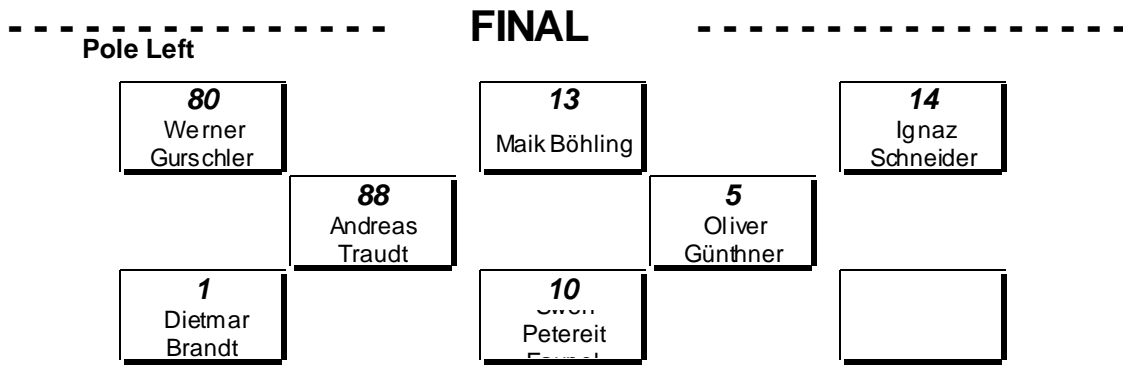 FINAL
Pole Left
80
Werner
Gurschler
13
Maik Böhling
14
Ignaz
Schneider
88
Andreas
Traudt
5
Oliver
Günthner
1
Dietmar
Brandt
10
Petereit